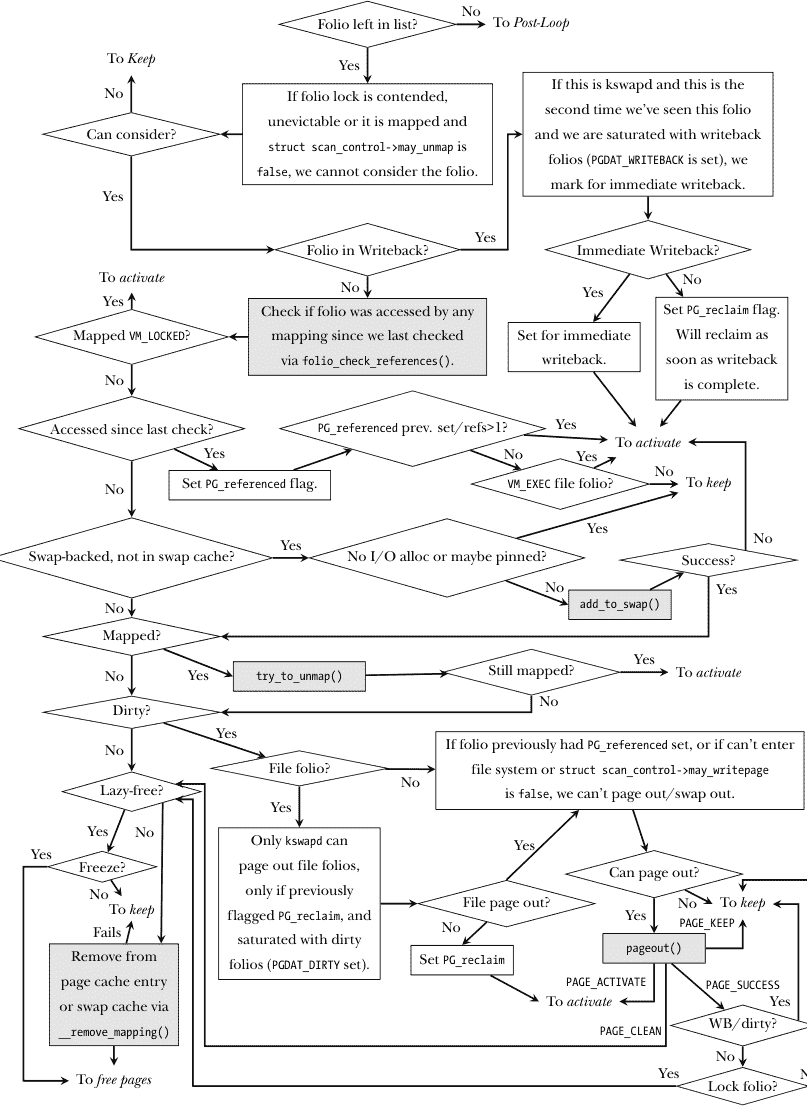 Folio left in list?
No
To Post-Loop
Yes
To Keep
No
Can consider?
If folio lock is contended,
unevictable or it is mapped and
struct scan_control->may_unmap is
false, we cannot consider the folio.
If this is kswapd and this is the
second time we've seen this folio
and we are saturated with writeback
folios (PGDAT_WRITEBACK is set), we
mark for immediate writeback.
Yes
Folio in Writeback?
Yes
Immediate Writeback?
No
Yes
No
To activate
Yes
Mapped VM_LOCKED?
Check if folio was accessed by any
mapping since we last checked
via folio_check_references().
Set for immediate
writeback.
Set PG_reclaim flag.
Will reclaim as
soon as writeback
is complete.
No
Accessed since last check?
Yes
Set PG_referenced flag.
PG_referenced prev. set/refs>1?
Yes
To activate
No
Yes
VM_EXEC file folio?
No
To keep
No
Swap-backed, not in swap cache?
Yes
No I/O alloc or maybe pinned?
Yes
No
add_to_swap()
Success?
No
Yes
No
Mapped?
No
Yes
try_to_unmap()
Still mapped?
Yes
To activate
No
Dirty?
Yes
No
File folio?
No
Yes
If folio previously had PG_referenced set, or if can't enter
file system or struct scan_control->may_writepage
is false, we can't page out/swap out.
Lazy-free?
Yes
No
Yes
Freeze?
No
To keep
Fails
Only kswapd can
page out file folios,
only if previously
flagged PG_reclaim, and
saturated with dirty
folios (PGDAT_DIRTY set).
Yes
File page out?
No
Set PG_reclaim
Can page out?
No
To keep
Yes
PAGE_KEEP
pageout()
PAGE_ACTIVATE
To activate
PAGE_SUCCESS
Yes
PAGE_CLEAN
WB/dirty?
No
Remove from
page cache entry
or swap cache via
__remove_mapping()
To free pages
Yes
Lock folio?